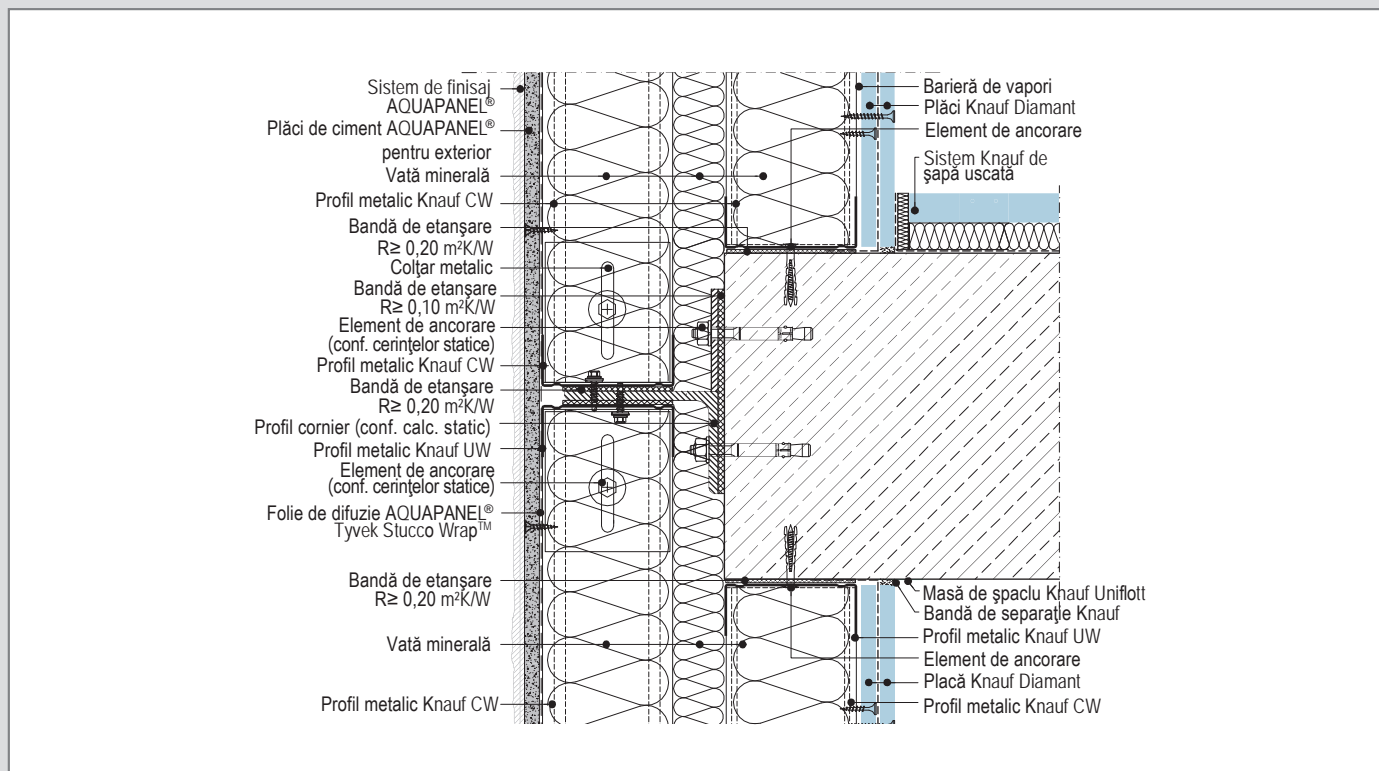 Sistem de finisaj
AQUAPANEL®
Plăci de ciment AQUAPANEL®
pentru exterior
Vată minerală
Profil metalic Knauf CW
Bandă de etanşare
R≥ 0,20 m²K/W
Colţar metalic
Bandă de etanşare
R≥ 0,10 m²K/W
Element de ancorare
(conf. cerinţelor statice)
Profil metalic Knauf CW
Bandă de etanşare
R≥ 0,20 m²K/W
Profil cornier (conf. calc. static)
Profil metalic Knauf UW
Element de ancorare
(conf. cerinţelor statice)
Folie de difuzie AQUAPANEL®
Tyvek Stucco Wrap™
Bandă de etanşare
R≥ 0,20 m²K/W
Vată minerală
Profil metalic Knauf CW
Barieră de vapori
Plăci Knauf Diamant
Element de ancorare
Sistem Knauf de
şapă uscată
Masă de şpaclu Knauf Uniflott
Bandă de separaţie Knauf
Profil metalic Knauf UW
Element de ancorare
Placă Knauf Diamant
Profil metalic Knauf CW